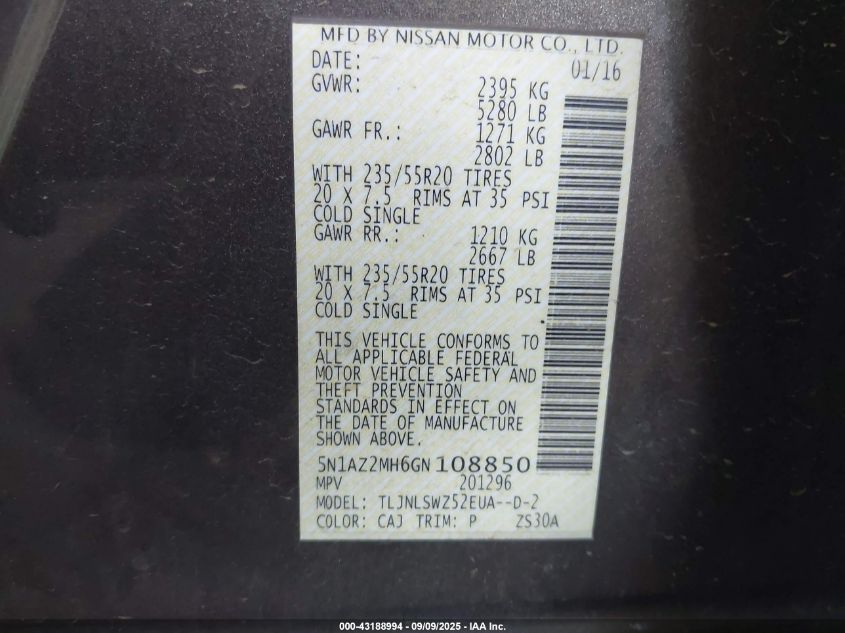 MFD BY NISSAN MOTOR CO., LTD.
DATE: 01/16
GVWR: 2395 KG
5280 LB
GAWR FR.: 1271 KG
2802 LB
WITH 235/55R20 TIRES
20 X 7.5 RIMS AT 35 PSI
COLD SINGLE
GAWR RR.: 1210 KG
2667 LB
WITH 235/55R20 TIRES
20 X 7.5 RIMS AT 35 PSI
COLD SINGLE
THIS VEHICLE CONFORMS TO
ALL APPLICABLE FEDERAL
MOTOR VEHICLE SAFETY AND
THEFT PREVENTION
STANDARDS IN EFFECT ON
THE DATE OF MANUFACTURE
SHOWN ABOVE.
5N1AZ2MH6GN108850
MPV 201296
MODEL: TLJNLSWZ52EUA--D-2
COLOR: CAJ TRIM: P ZS30A
000-43188994 - 09/09/2025 - IAA Inc.